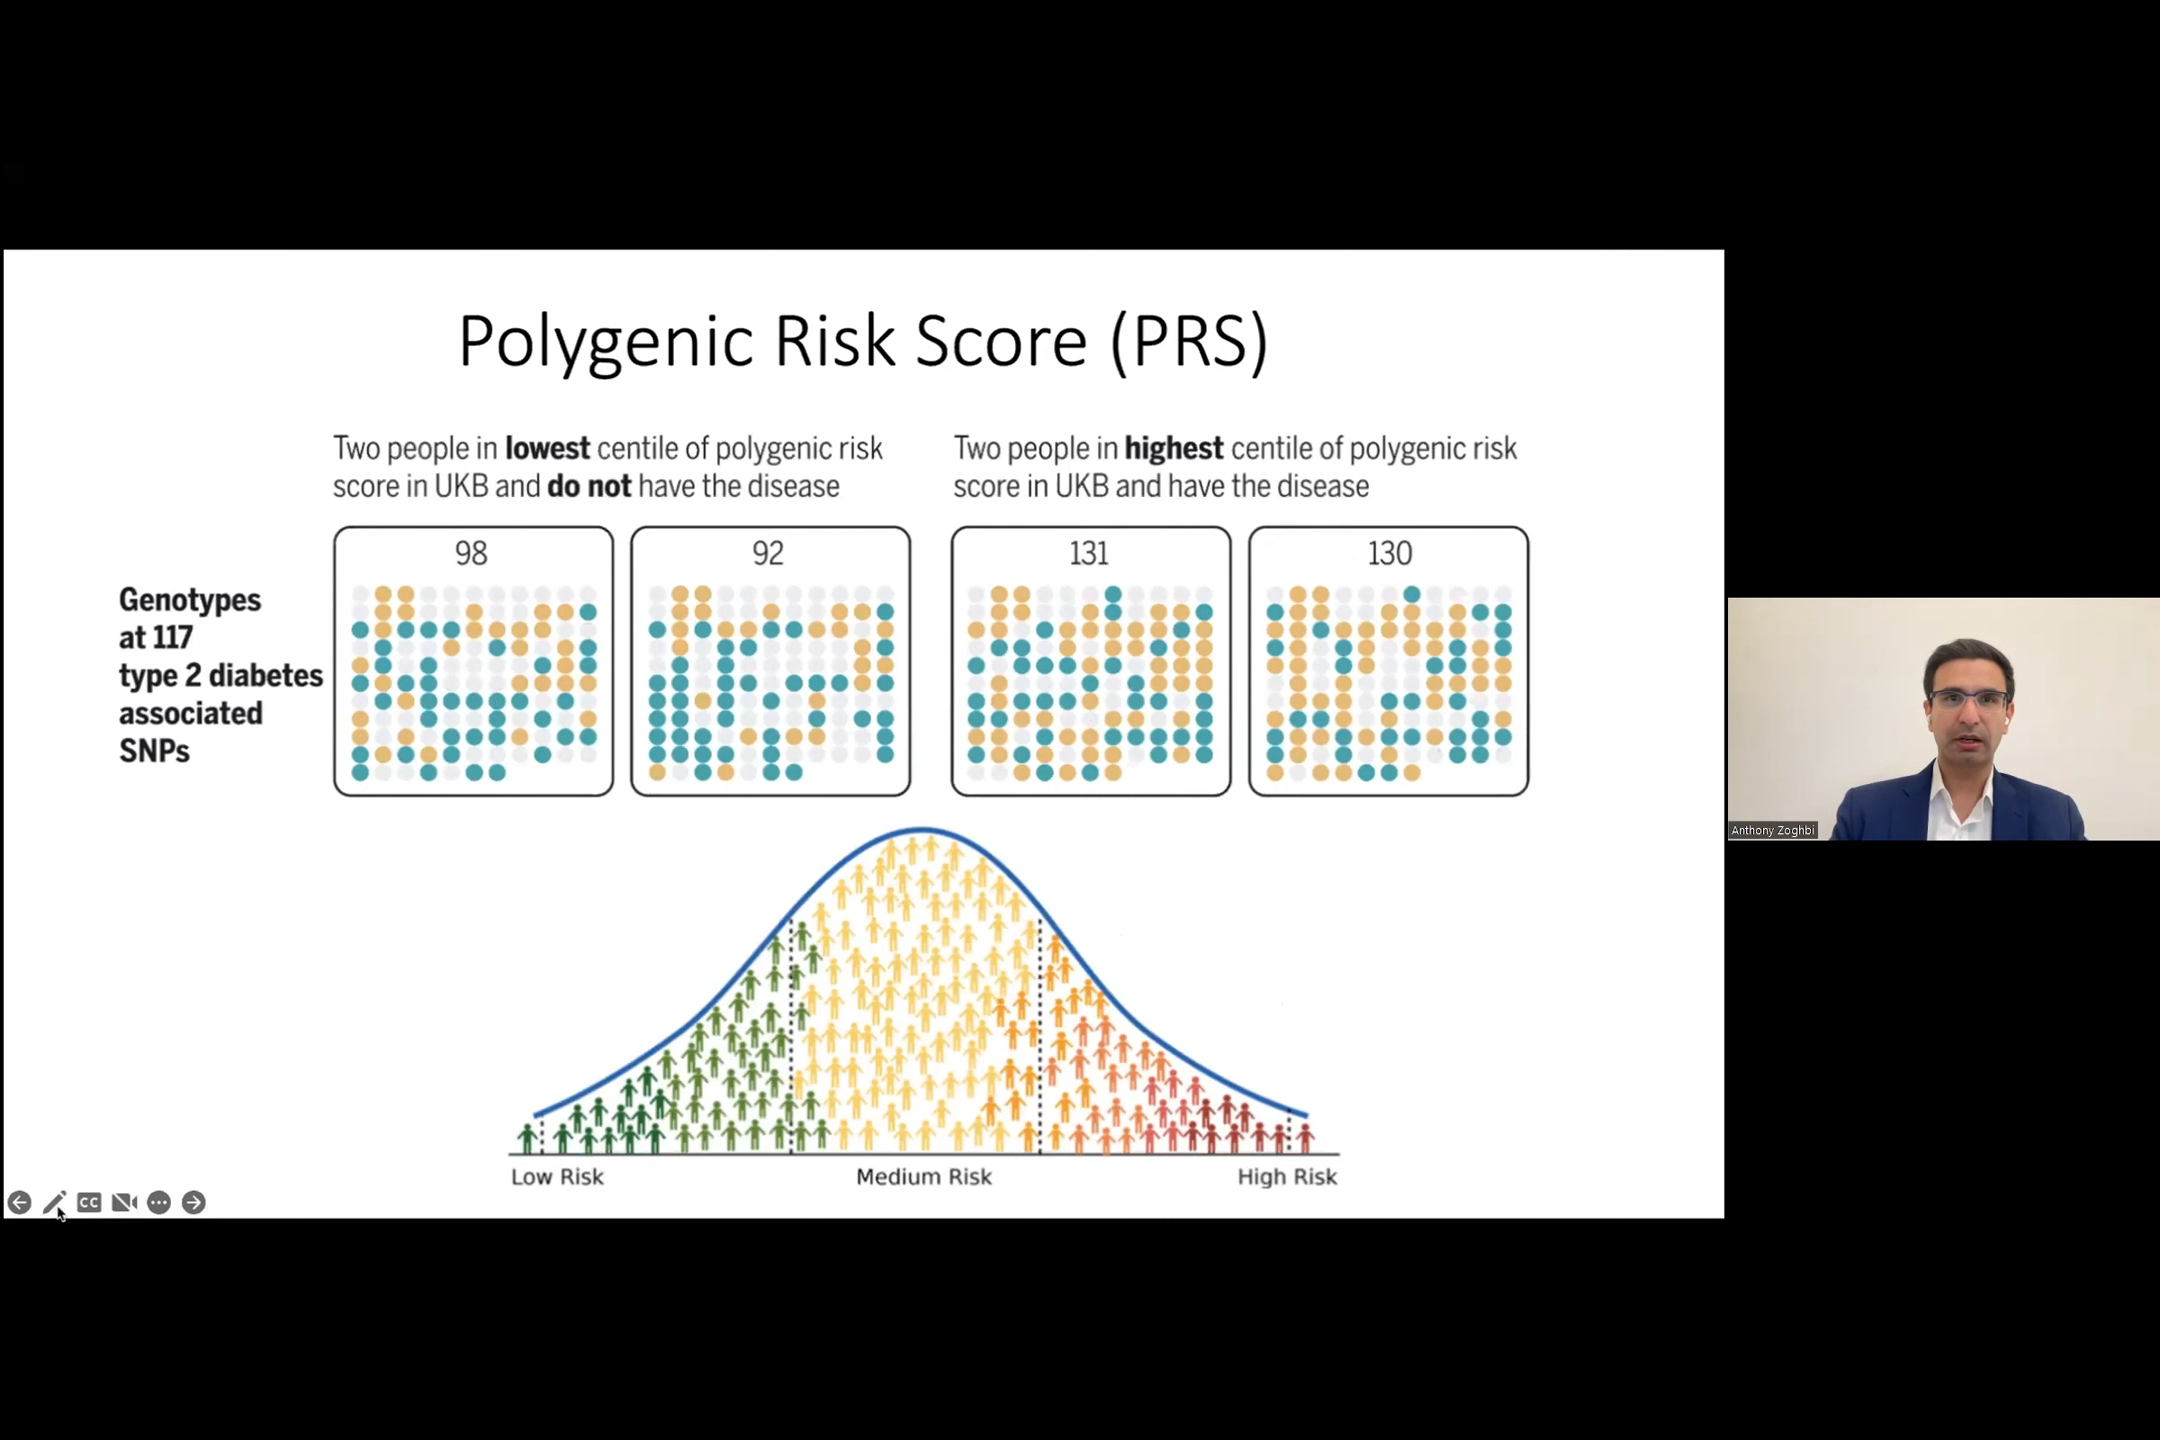 Polygenic Risk Score (PRS)
Two people in lowest centile of polygenic risk
score in UKB and do not have the disease
Two people in highest centile of polygenic risk
score in UKB and have the disease
98
92
131
130
Genotypes
at 117
type 2 diabetes
associated
SNPs
Low Risk
Medium Risk
High Risk
CC
Anthony Zoghbi